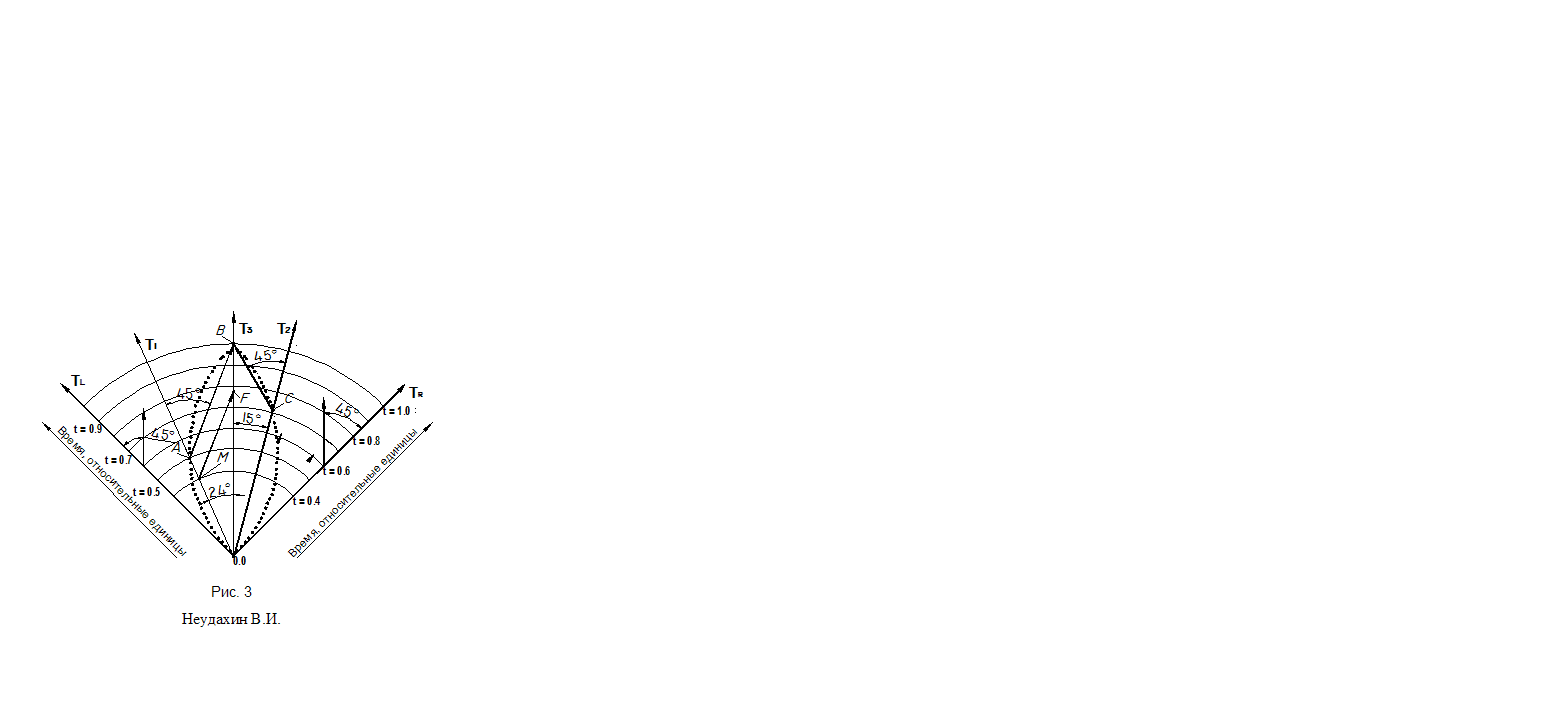 B
T3
T2
T1
45°
TL
45°
TR
F
C
45°
t = 1.0
15°
t = 0.9
45°
A
t = 0.8
M
t = 0.7
t = 0.6
24°
t = 0.5
t = 0.4
Время, относительные единицы
Время, относительные единицы
0.0
Рис. 3
Неудахин В.И.